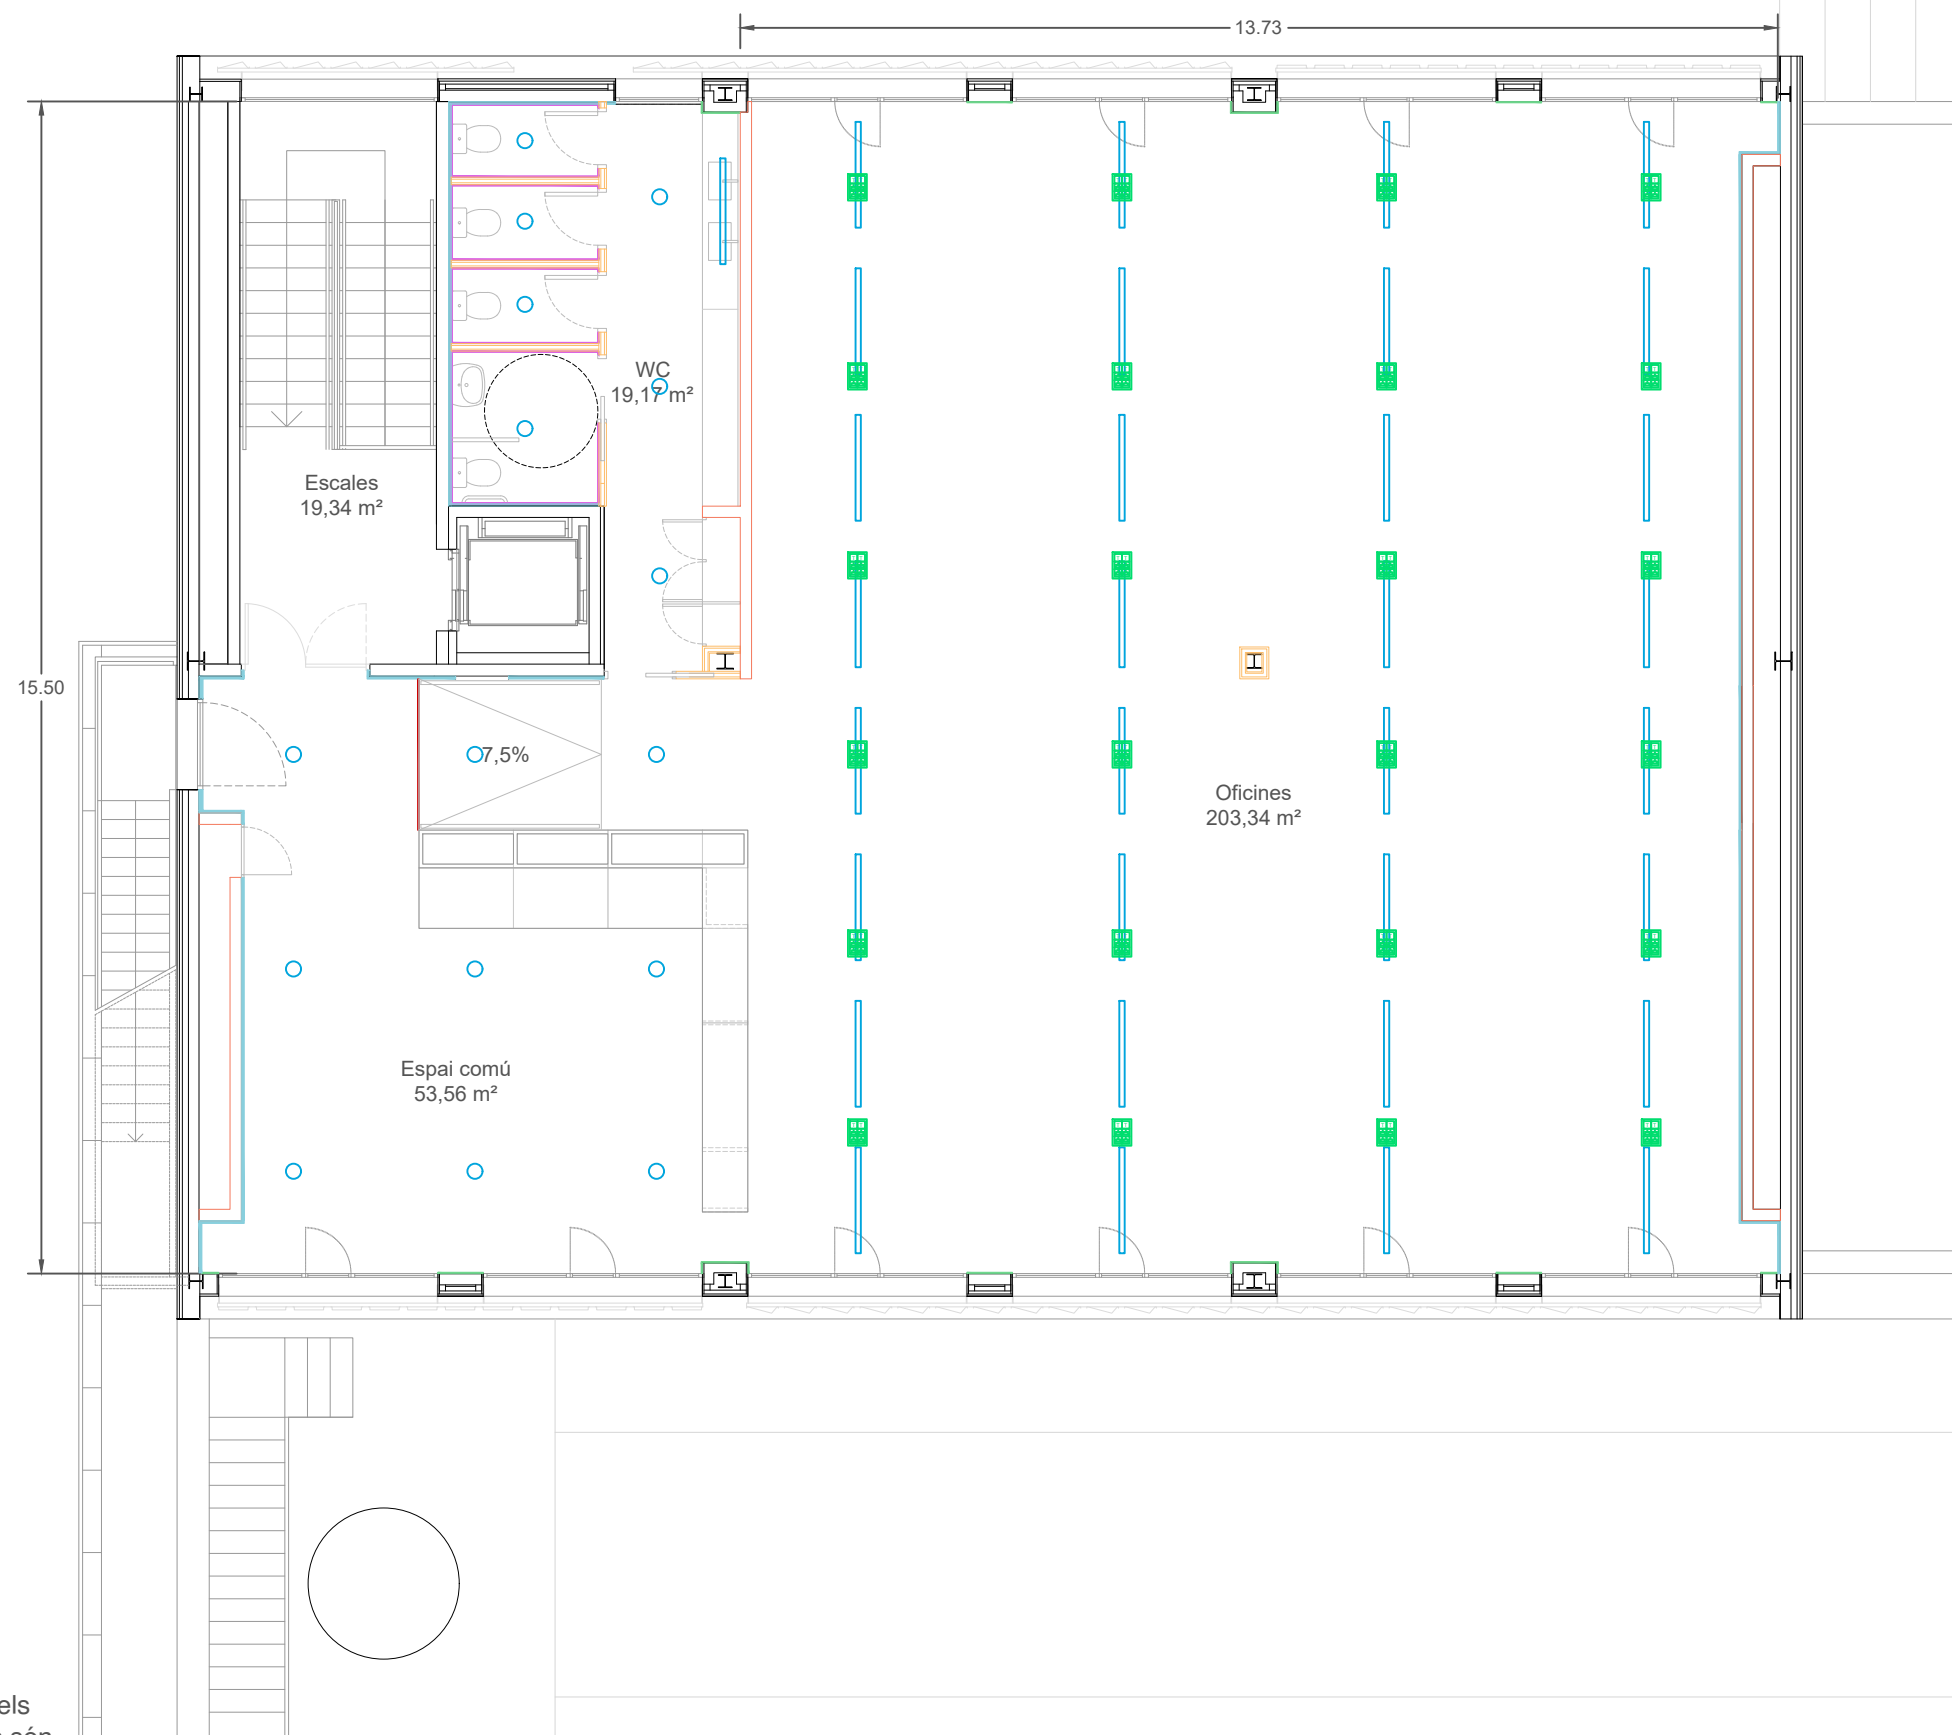 13.73
WC
19,17 m²
Escales
19,34 m²
15.50
7,5%
Oficines
203,34 m²
Espai comú
53,56 m²
els
són